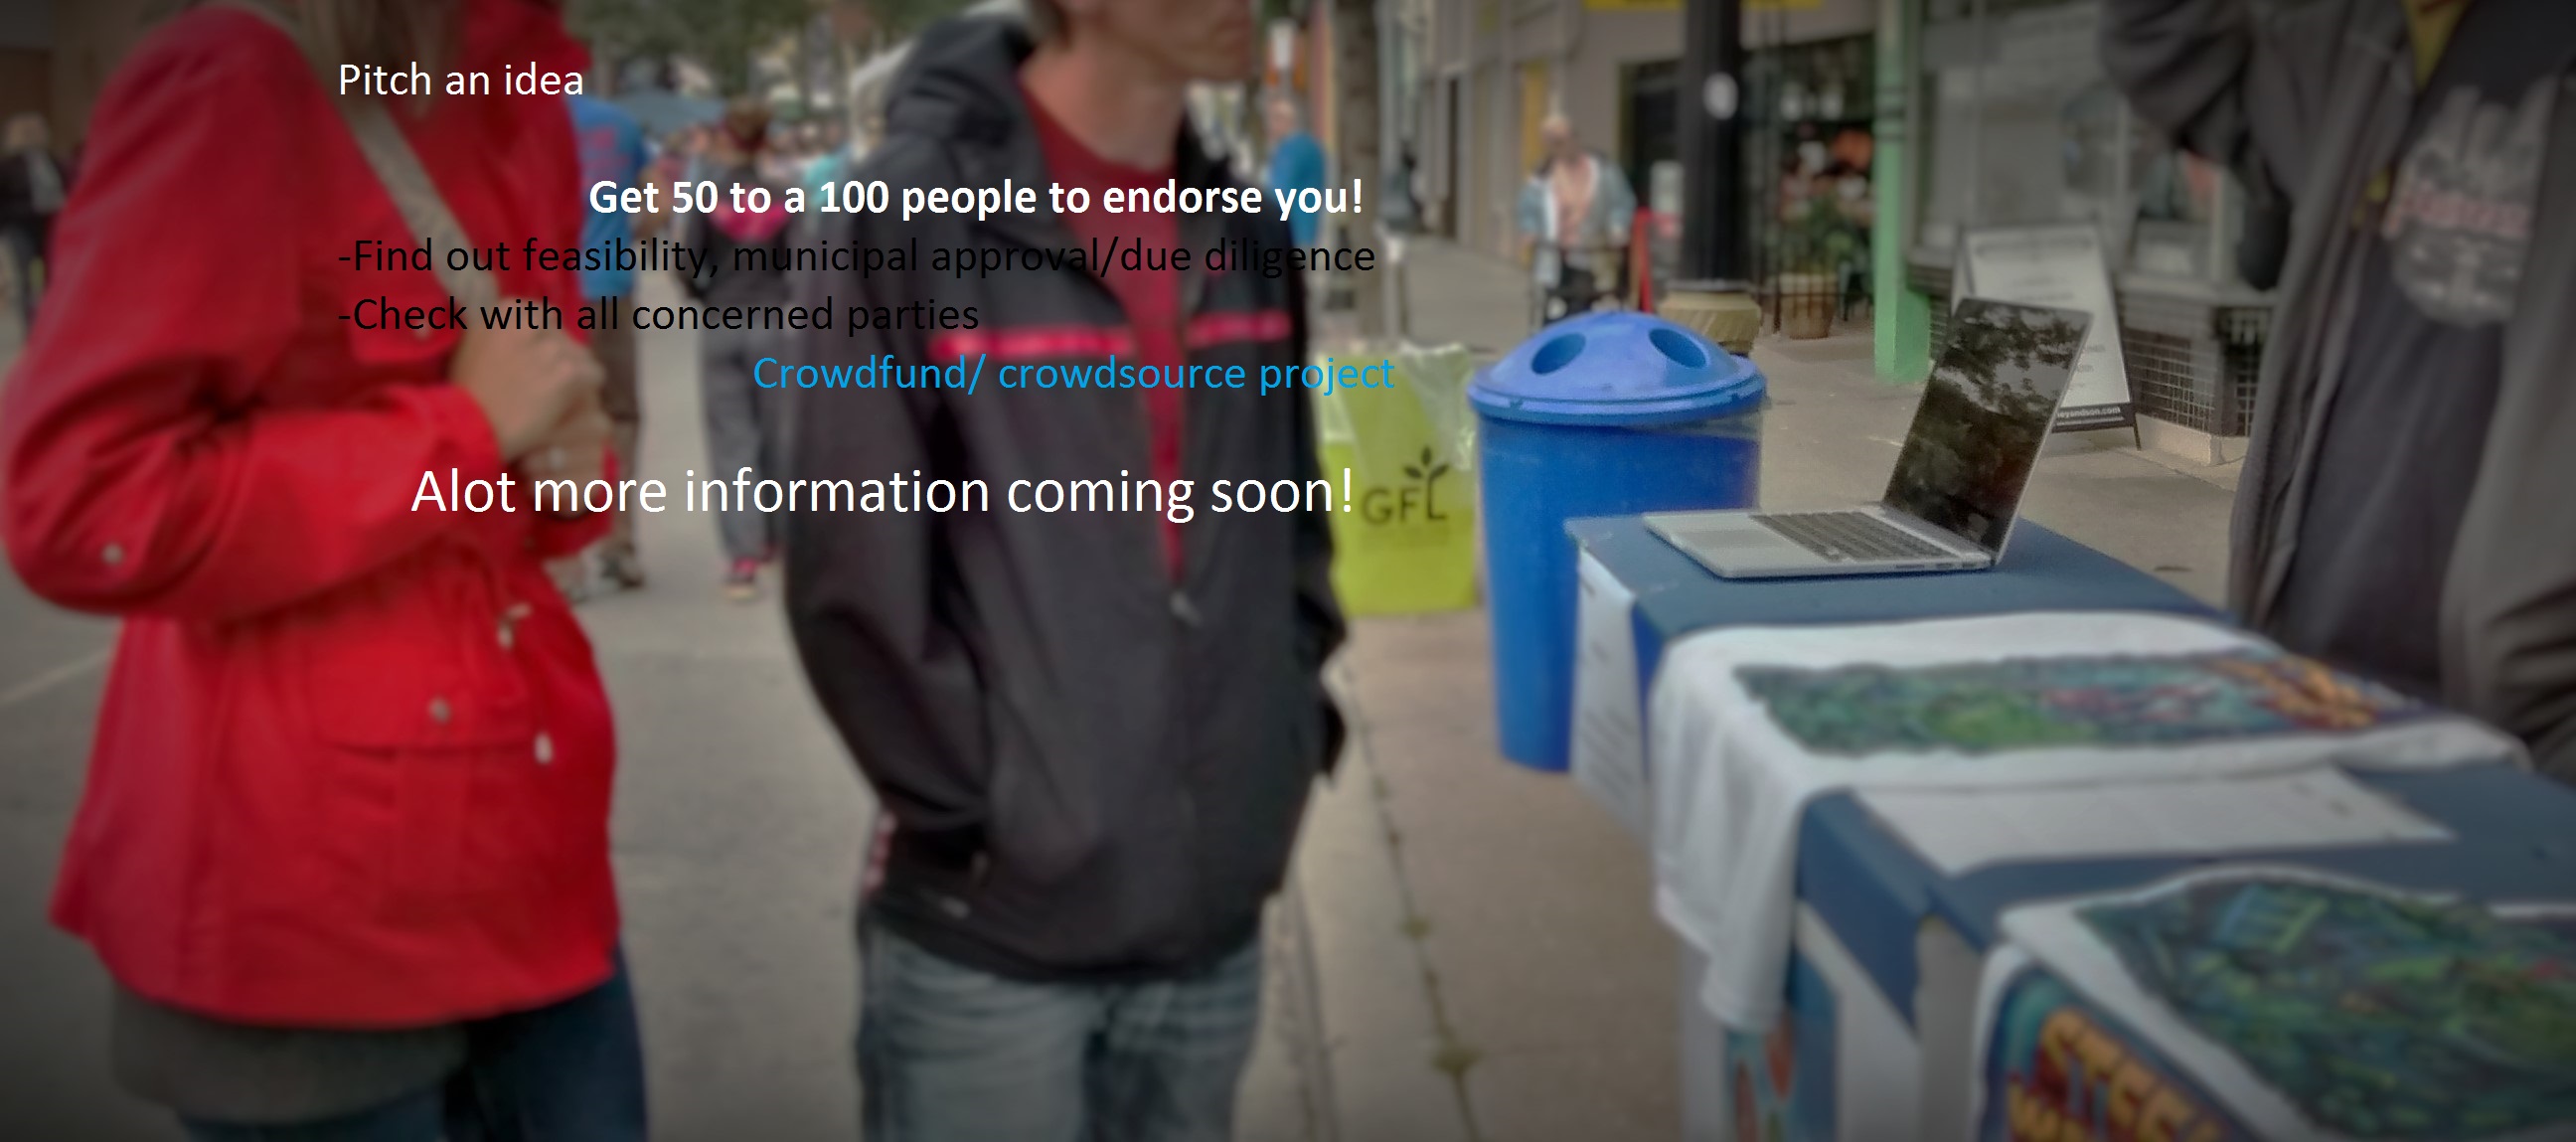 Pitch an idea
Get 50 to a 100 people to endorse you!
-Find out feasibility, municipal approval/due diligence
-Check with all concerned parties
Crowdfund/ crowdsource project
Alot more information coming soon!
GFL